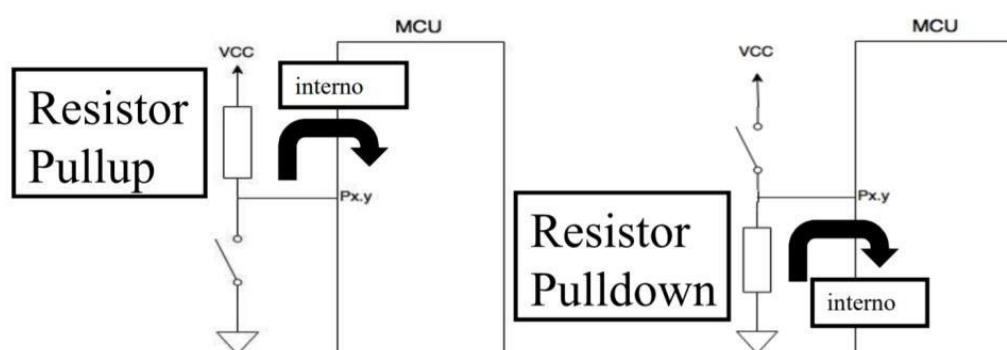 MCU
VCC
interno
Resistor
Pullup
Px.y
MCU
VCC
Px.y
Resistor
Pulldown
interno